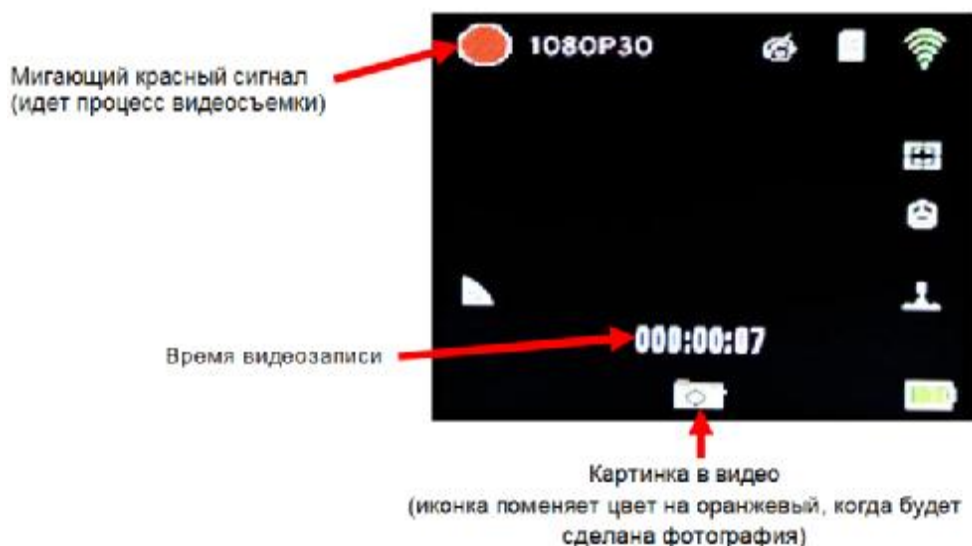 1080P30
Мигающий красный сигнал
(идет процесс видеосъемки)
Время видеозаписи
000:00:07
Картинка в видео
(иконка поменяет цвет на оранжевый, когда будет
сделана фотография)